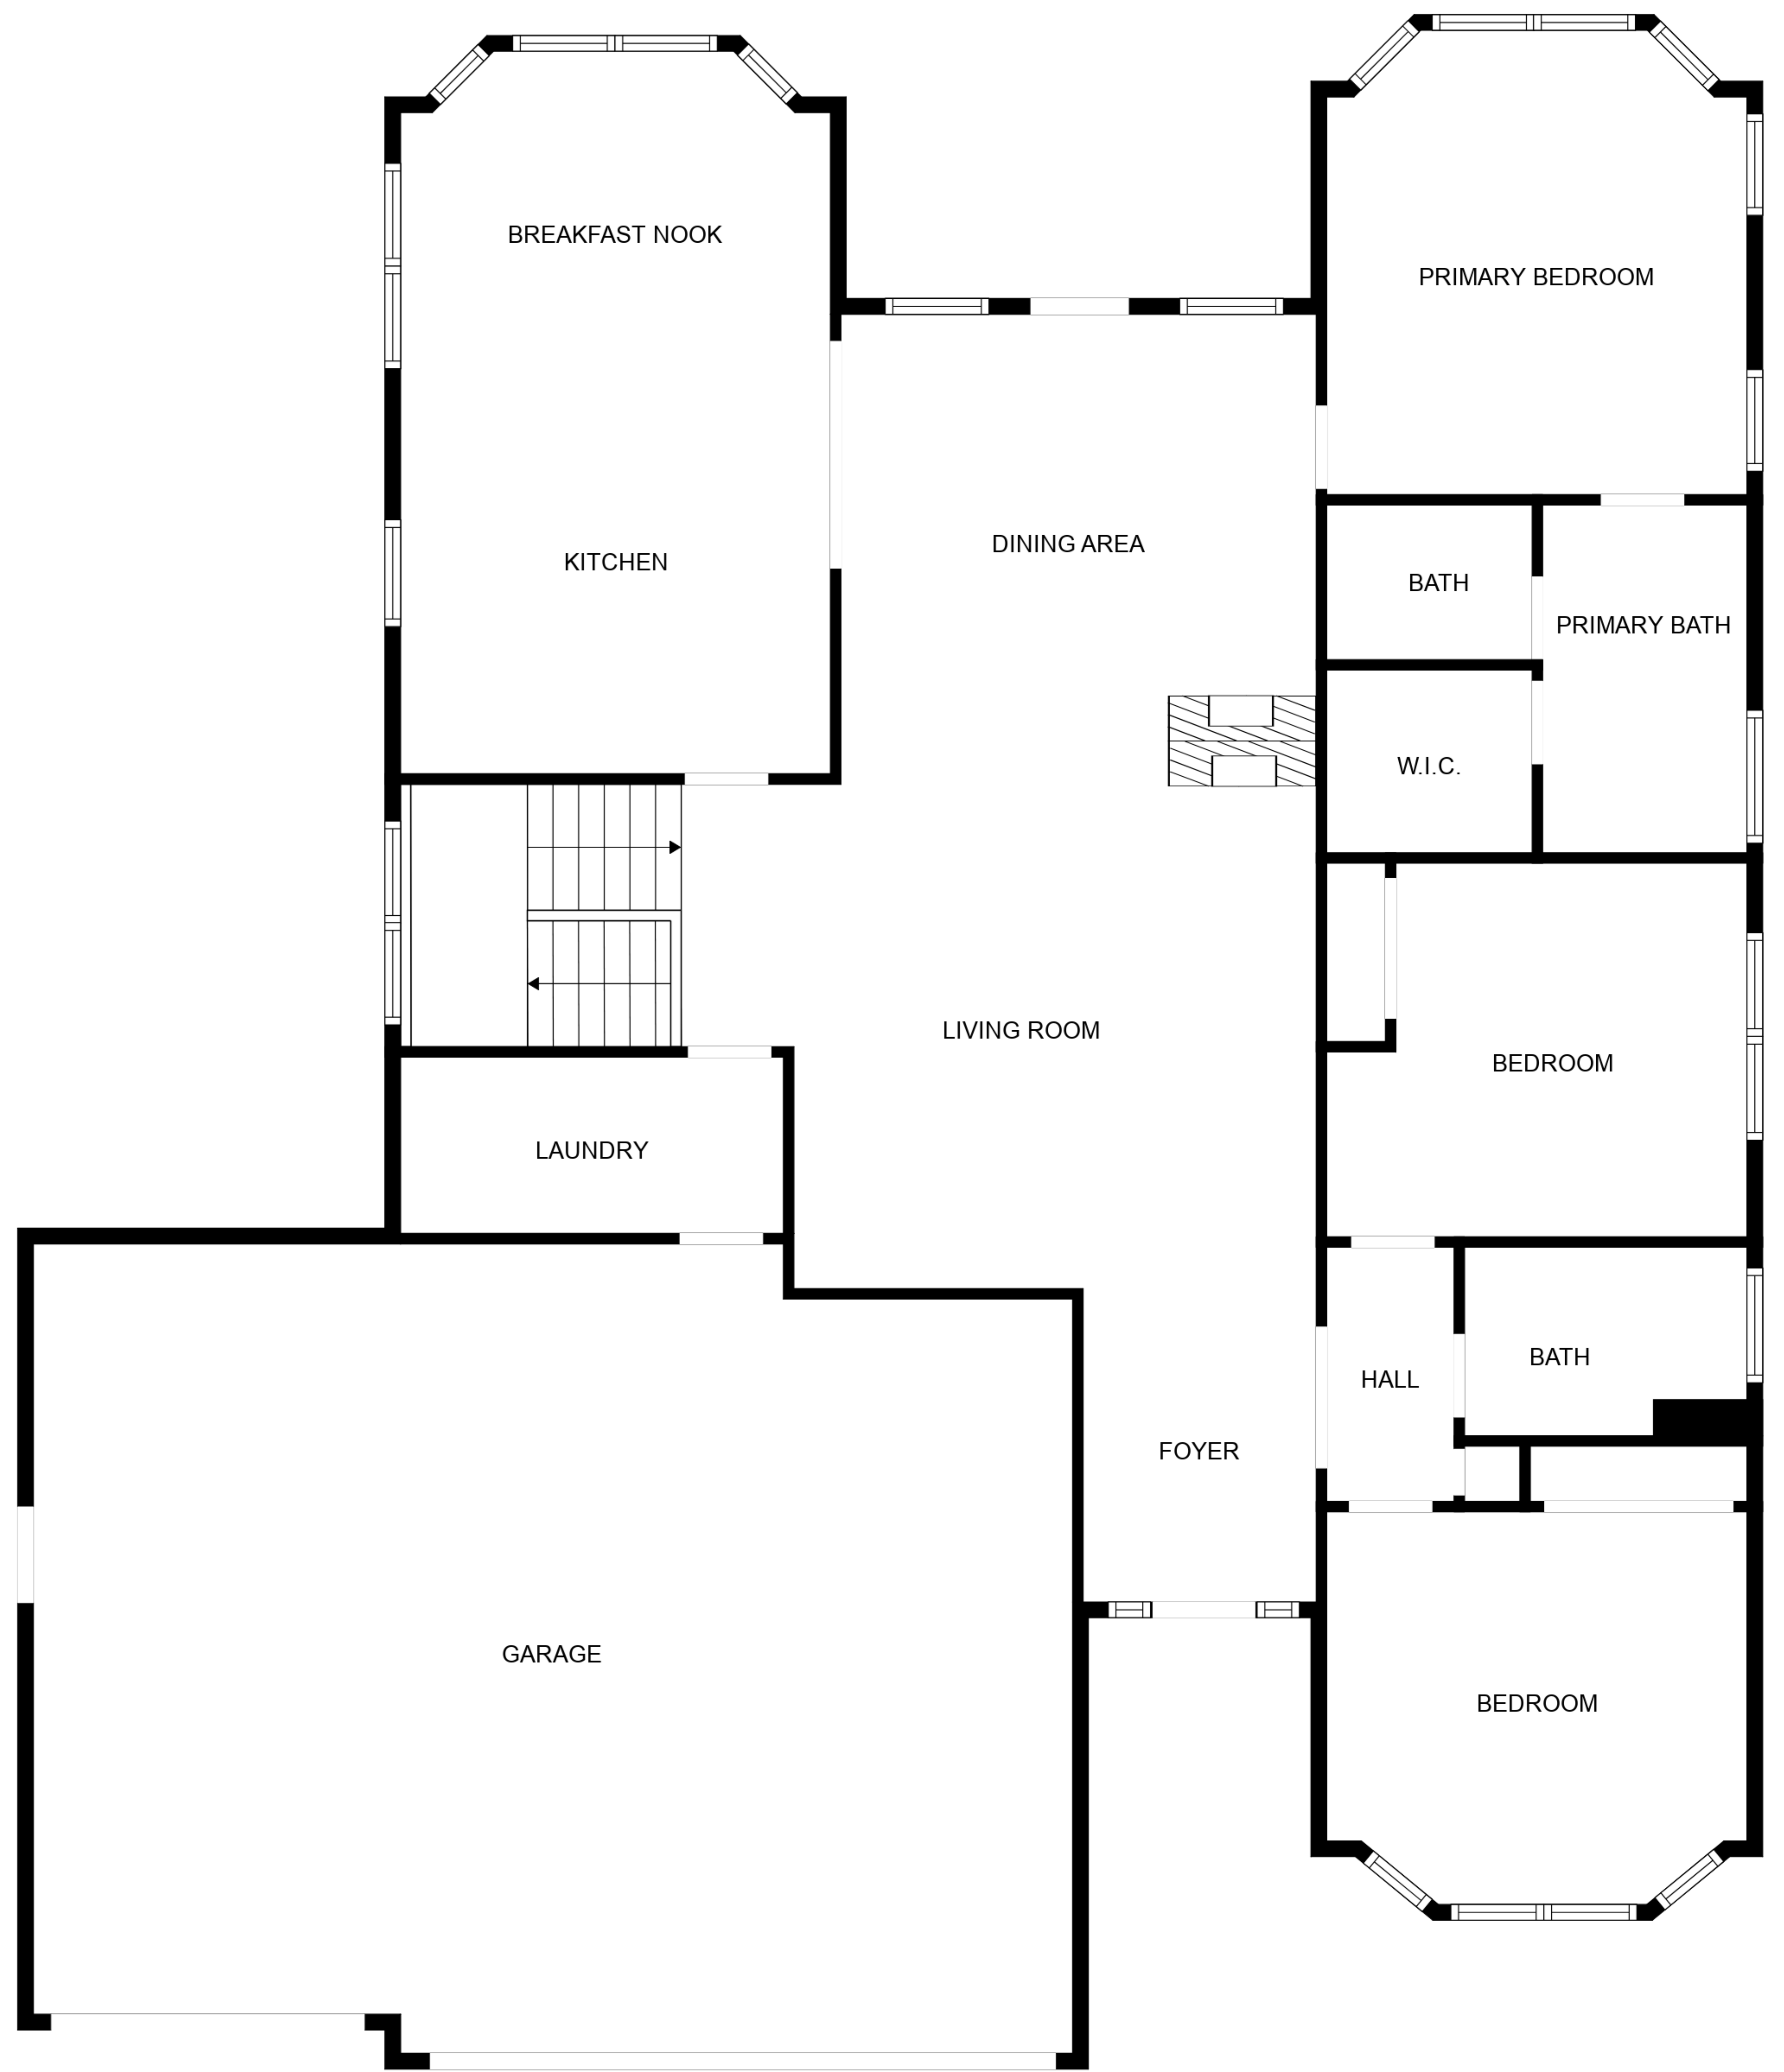 BREAKFAST NOOK
PRIMARY BEDROOM
DINING AREA
KITCHEN
BATH
PRIMARY BATH
W.I.C.
LIVING ROOM
BEDROOM
LAUNDRY
BATH
HALL
FOYER
GARAGE
BEDROOM